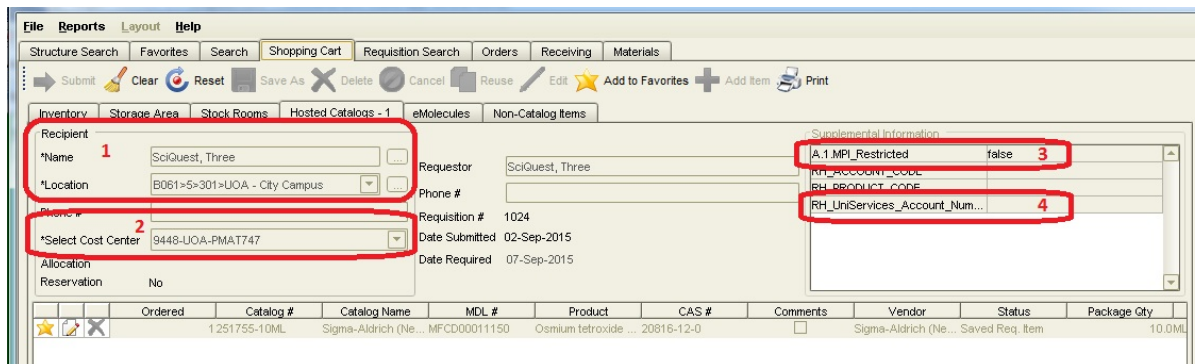 File Reports Layout Help
Structure Search Favorites Search Shopping Cart Requisition Search Orders Receiving Materials
Submit Clear Reset Save As Delete Cancel Reuse Edit Add to Favorites Add Item Print
Inventory Storage Area Stock Rooms Hosted Catalogs - 1 eMolecules Non-Catalog Items
Recipient
1
*Name SciQuest, Three ...
*Location B061>5>301>UOA - City Campus ...
Phone #
2
*Select Cost Center 9448-UOA-PMAT747
Allocation
Reservation No
Requestor SciQuest, Three
Phone #
Requisition # 1024
Date Submitted 02-Sep-2015
Date Required 07-Sep-2015
Supplemental Information
A.1.MPI_Restricted false 3
RH_ACCOUNT_CODE
RH_PRODUCT_CODE
RH_UniServices_Account_Num... 4
Ordered Catalog # Catalog Name MDL # Product CAS # Comments Vendor Status Package Qty
1 251755-10ML Sigma-Aldrich (Ne... MFCD00011150 Osmium tetroxide ... 20816-12-0 Sigma-Aldrich (Ne... Saved Req. Item 10.0ML